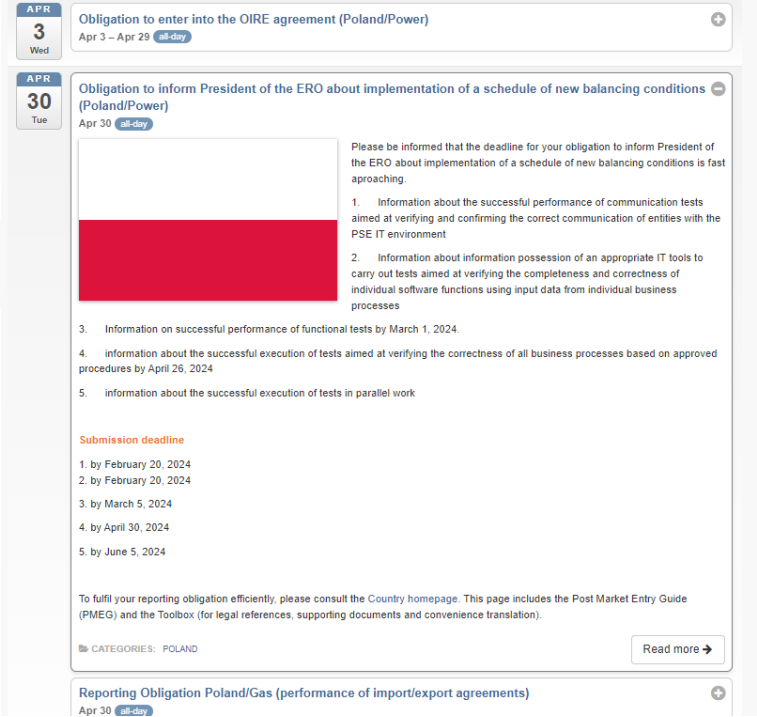 APR
3
Wed
Obligation to enter into the OIRE agreement (Poland/Power)
Apr 3 – Apr 29 all-day
APR
30
Tue
Obligation to inform President of the ERO about implementation of a schedule of new balancing conditions
(Poland/Power)
Apr 30 all-day
Please be informed that the deadline for your obligation to inform President of
the ERO about implementation of a schedule of new balancing conditions is fast
aproaching.
1. Information about the successful performance of communication tests
aimed at verifying and confirming the correct communication of entities with the
PSE IT environment
2. Information about information possession of an appropriate IT tools to
carry out tests aimed at verifying the completeness and correctness of
individual software functions using input data from individual business
processes
3. Information on successful performance of functional tests by March 1, 2024.
4. information about the successful execution of tests aimed at verifying the correctness of all business processes based on approved
procedures by April 26, 2024
5. information about the successful execution of tests in parallel work
Submission deadline
1. by February 20, 2024
2. by February 20, 2024
3. by March 5, 2024
4. by April 30, 2024
5. by June 5, 2024
To fulfil your reporting obligation efficiently, please consult the Country homepage. This page includes the Post Market Entry Guide
(PMEG) and the Toolbox (for legal references, supporting documents and convenience translation).
CATEGORIES: POLAND
Read more
Reporting Obligation Poland/Gas (performance of import/export agreements)
Apr 30 all-day